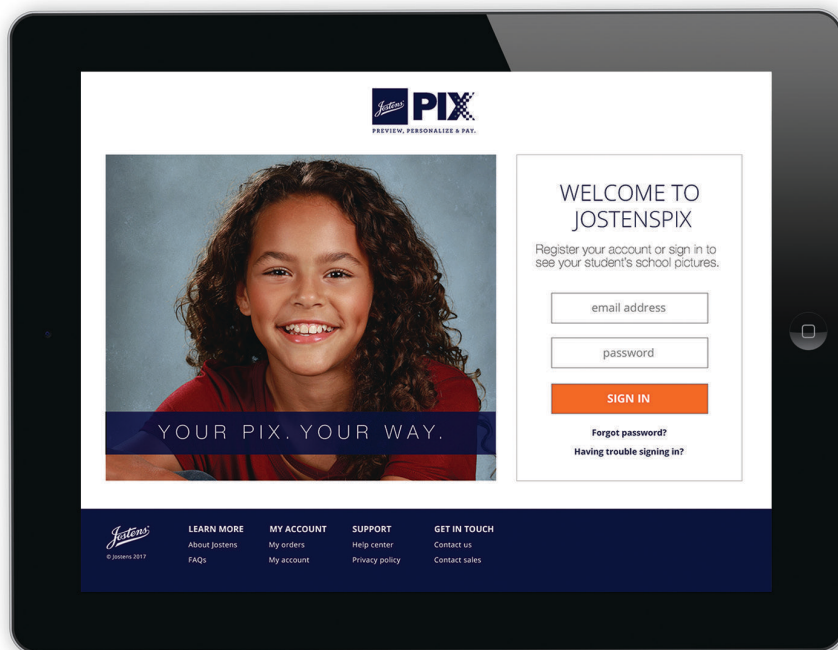 Jostens PIX
PREVIEW, PERSONALIZE & PAY.
YOUR PIX. YOUR WAY.
WELCOME TO
JOSTENSPIX
Register your account or sign in to
see your student's school pictures.
email address
password
SIGN IN
Forgot password?
Having trouble signing in?
Jostens
© Jostens 2017
LEARN MORE
About Jostens
FAQs
MY ACCOUNT
My orders
My account
SUPPORT
Help center
Privacy policy
GET IN TOUCH
Contact us
Contact sales